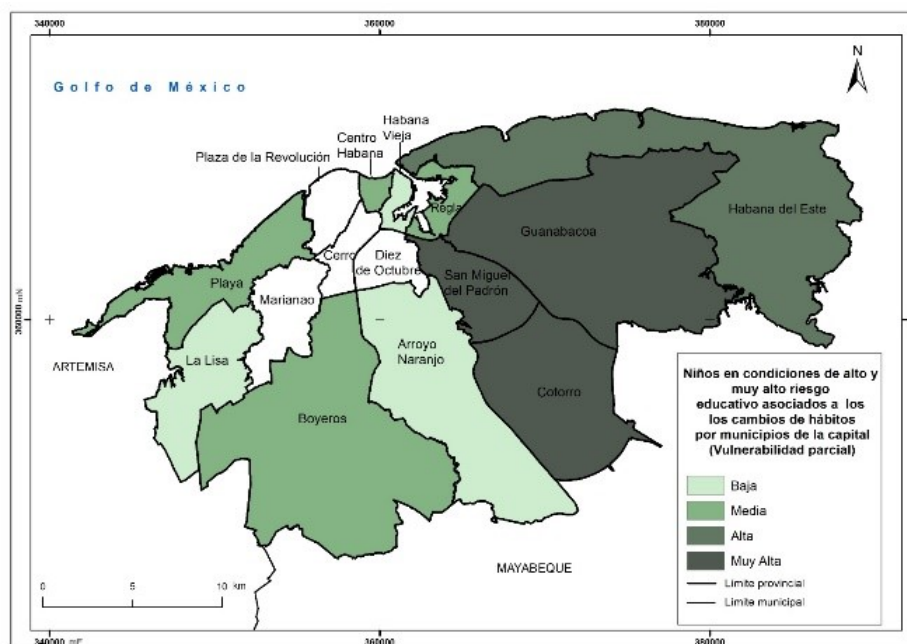 340000
360000
380000
Golfo de México
N
Habana
Vieja
Centro
Habana
Plaza de la Revolución
Regla
Habana del Este
Guanabacoa
Cerro
Diez
de Octubre
San Miguel
del Padrón
Playa
Marianao
360000 mN
ARTEMISA
La Lisa
Arroyo
Naranjo
Cotorro
Boyeros
Niños en condiciones de alto y
muy alto riesgo
educativo asociados a los
los cambios de hábitos
por municipios de la capital
(Vulnerabilidad parcial)
Baja
Media
Alta
Muy Alta
Límite provincial
Límite municipal
MAYABEQUE
0 5 10 km
340000 mE
360000
380000